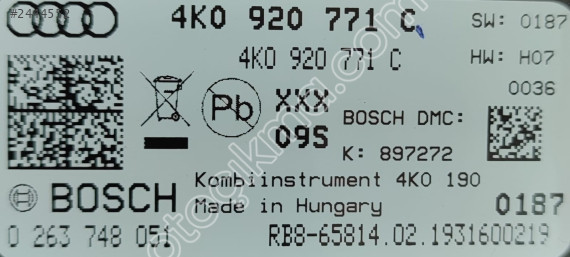 4K0 920 771 C
SW: 0187
4K0 920 771 C
HW: H07
0036
Pb
XXX
09S
BOSCH DMC:
K: 897272
BOSCH
Kombiinstrument 4K0 190
Made in Hungary
0187
0 263 748 051
RB8-65814.02.1931600219